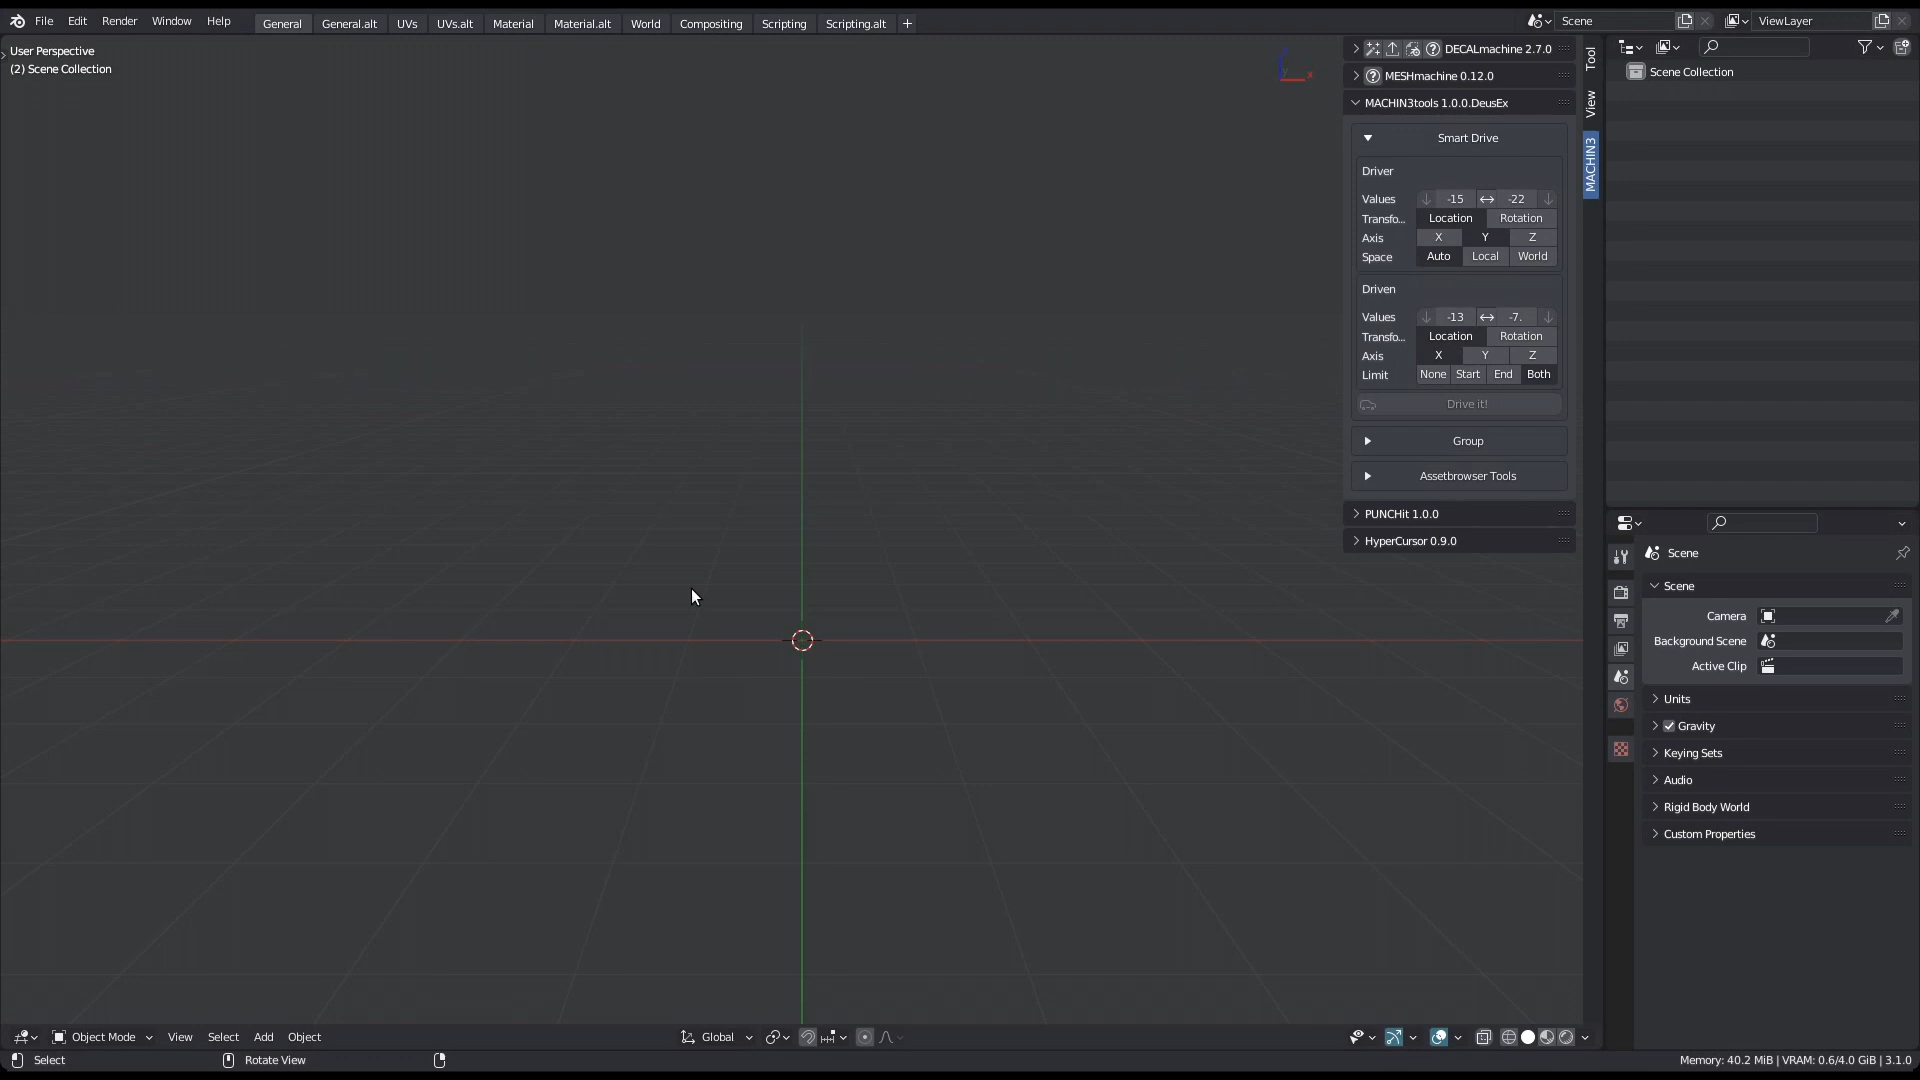 File Edit Render Window Help General General.alt UVs UVs.alt Material Material.alt World Compositing Scripting Scripting.alt + Scene ViewLayer
User Perspective
(2) Scene Collection
X
DECALmachine 2.7.0
MESHmachine 0.12.0
MACHIN3tools 1.0.0.DeusEx
Smart Drive
Driver
Values -15 -22
Transfo... Location Rotation
Axis X Y Z
Space Auto Local World
Driven
Values -13 -7.
Transfo... Location Rotation
Axis X Y Z
Limit None Start End Both
Drive it!
Group
Assetbrowser Tools
PUNCHit 1.0.0
HyperCursor 0.9.0
Tool
View
MACHIN3
Scene Collection
Scene
Scene
Camera
Background Scene
Active Clip
Units
Gravity
Keying Sets
Audio
Rigid Body World
Custom Properties
Object Mode View Select Add Object Global
Select Rotate View Memory: 40.2 MiB | VRAM: 0.6/4.0 GiB | 3.1.0